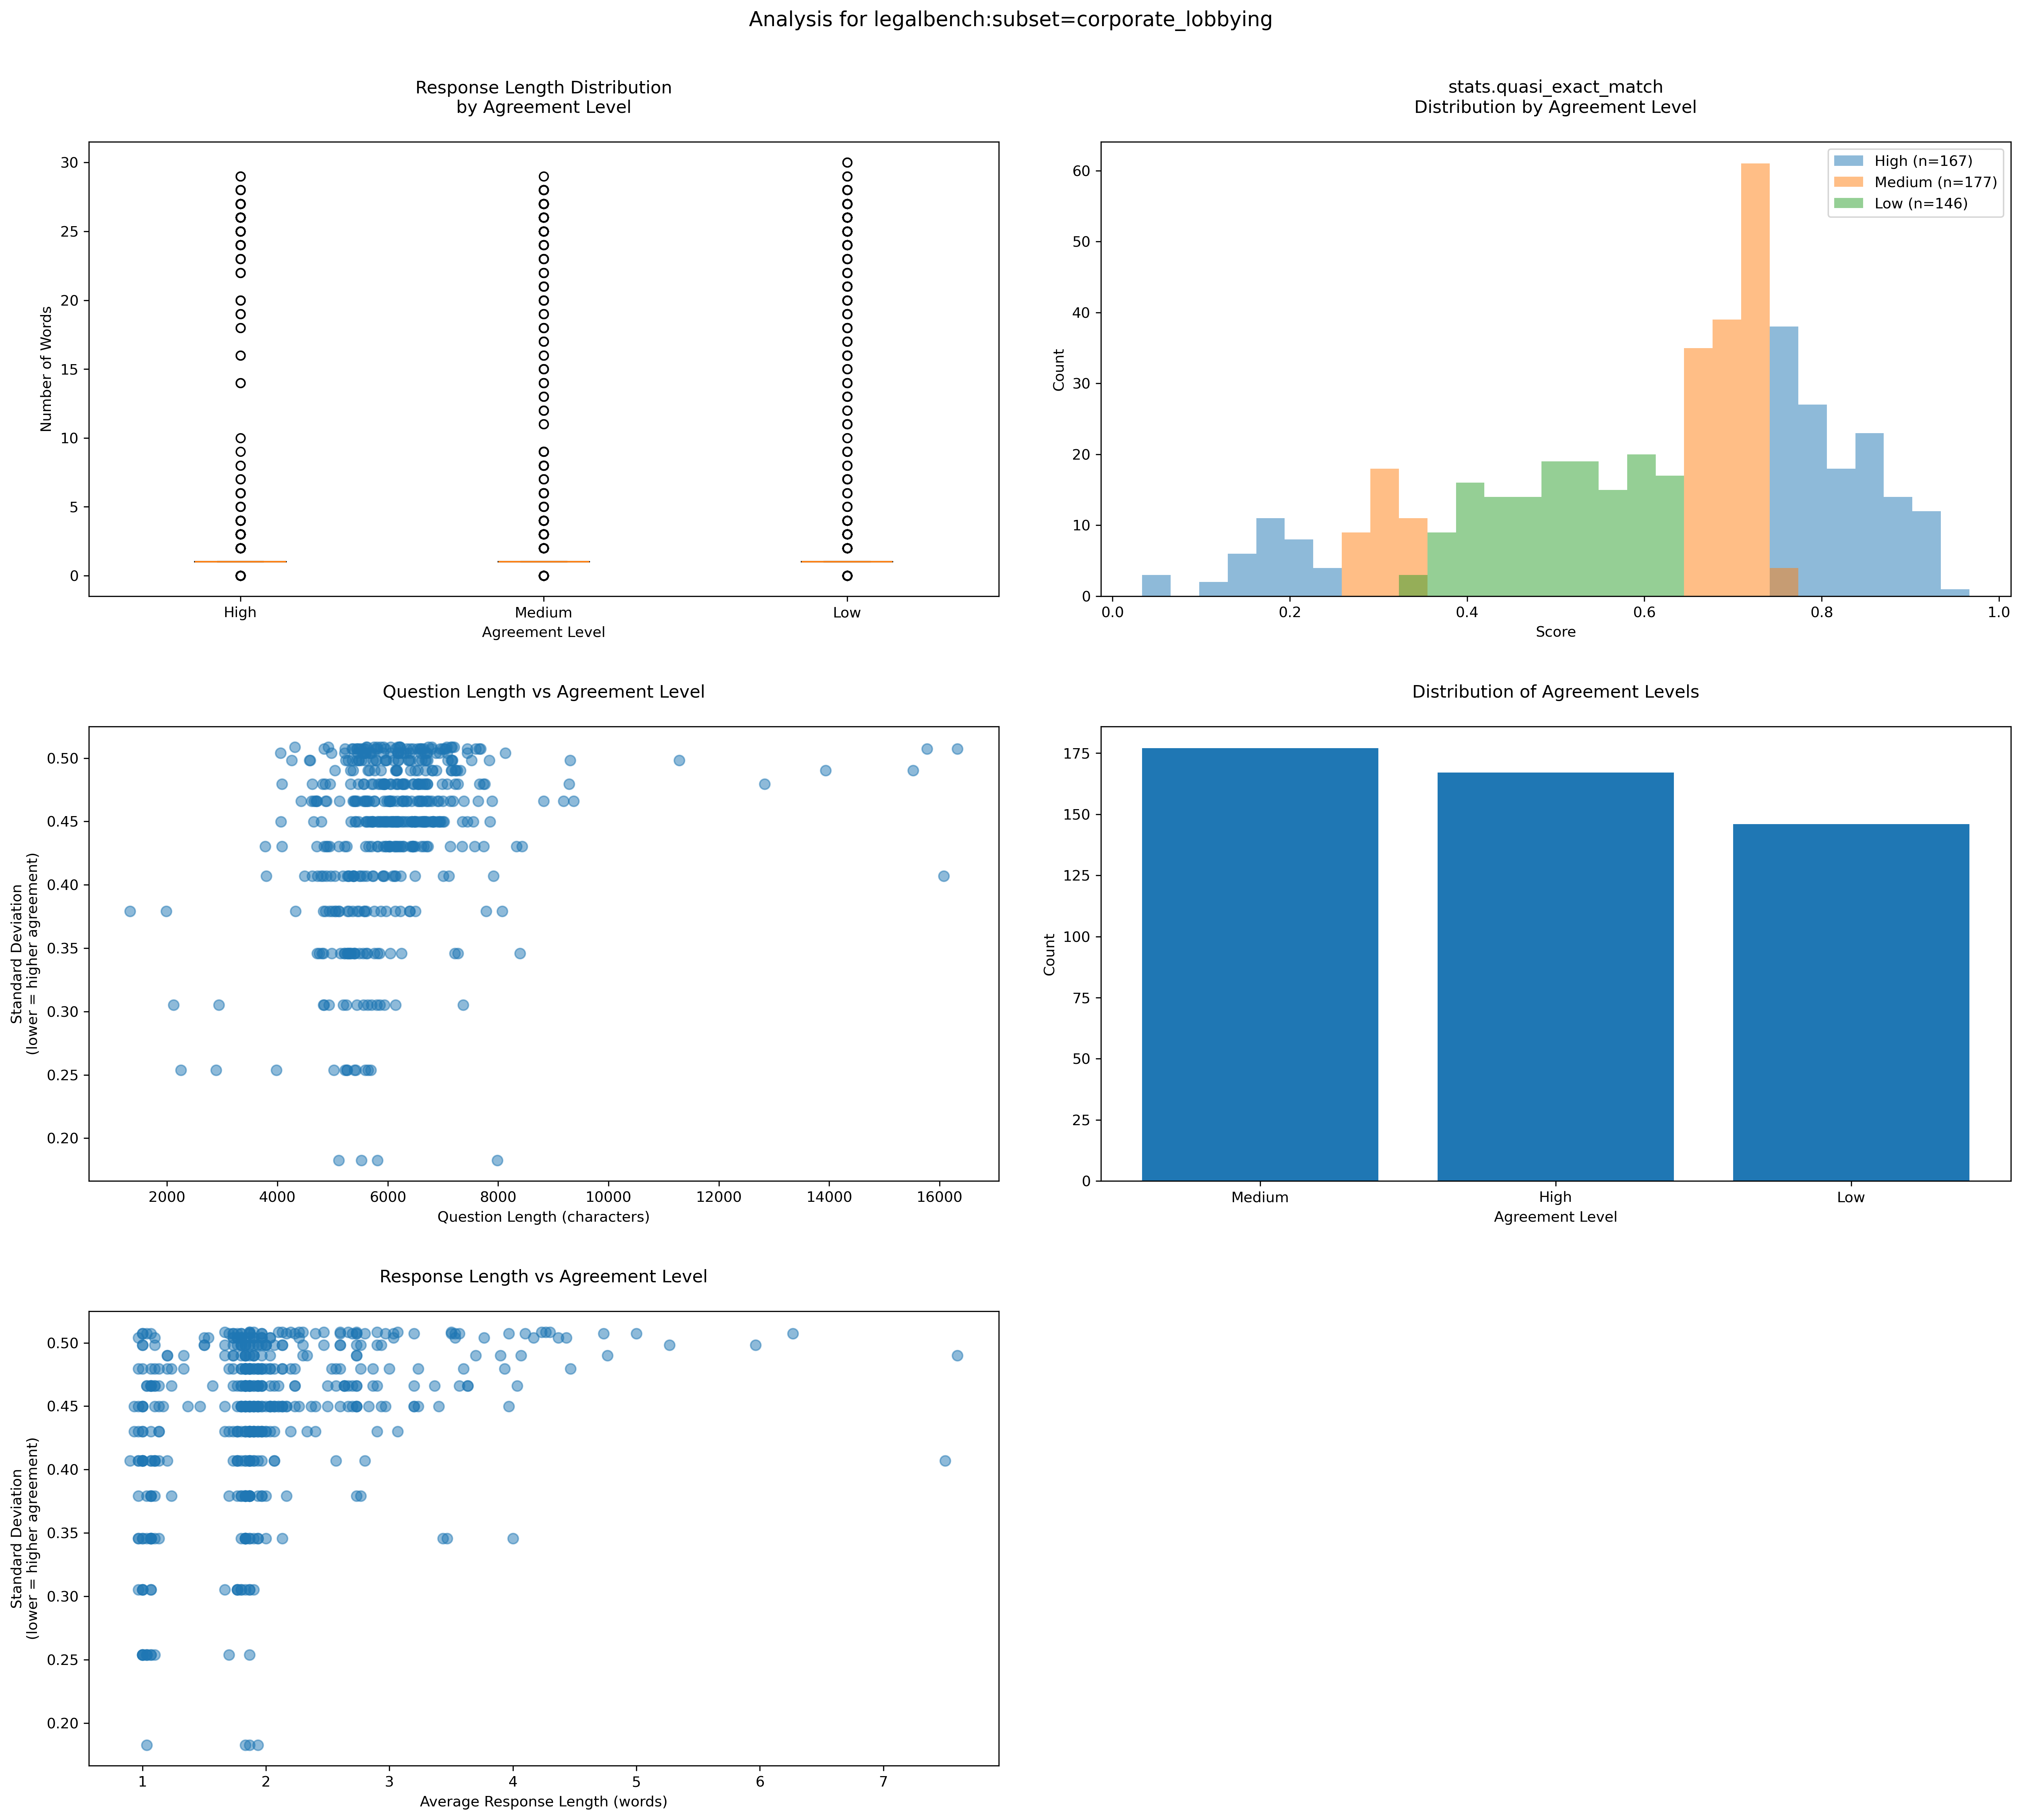 Analysis for legalbench:subset=corporate_lobbying
Response Length Distribution
by Agreement Level
30
25
20
15
10
5
0
Number of Words
High
Medium
Low
Agreement Level
stats.quasi_exact_match
Distribution by Agreement Level
High (n=167)
Medium (n=177)
Low (n=146)
60
50
40
30
20
10
0
Count
0.0
0.2
0.4
0.6
0.8
1.0
Score
Question Length vs Agreement Level
0.50
0.45
0.40
0.35
0.30
0.25
0.20
Standard Deviation
(lower = higher agreement)
2000
4000
6000
8000
10000
12000
14000
16000
Question Length (characters)
Distribution of Agreement Levels
175
150
125
100
75
50
25
0
Count
Medium
High
Low
Agreement Level
Response Length vs Agreement Level
0.50
0.45
0.40
0.35
0.30
0.25
0.20
Standard Deviation
(lower = higher agreement)
1
2
3
4
5
6
7
Average Response Length (words)